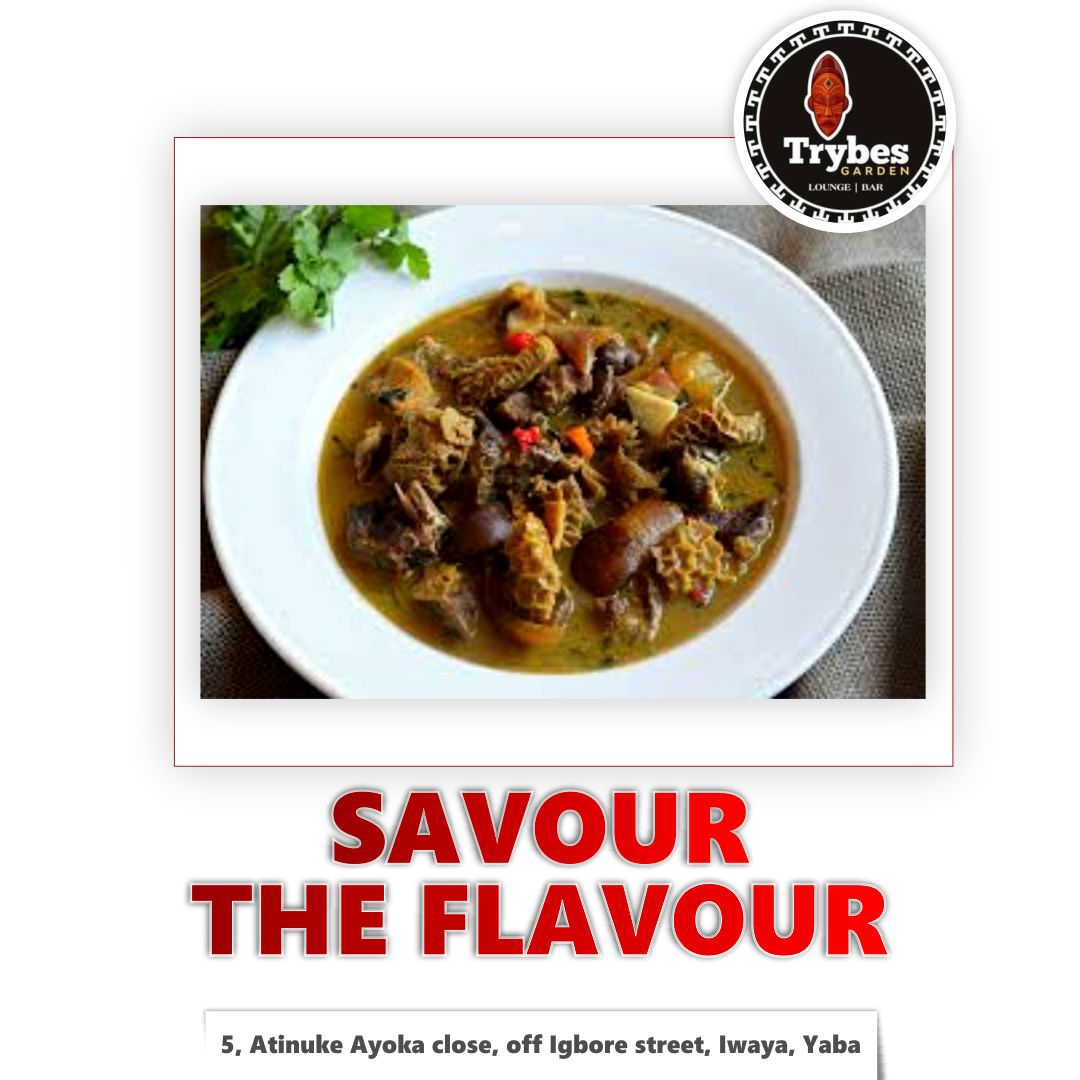 Trybes
GARDEN
LOUNGE | BAR
SAVOUR
THE FLAVOUR
5, Atinuke Ayoka close, off Igbore street, Iwaya, Yaba